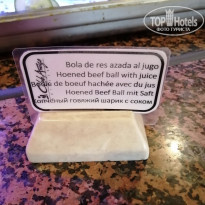 TOP HOTELS
ФОТО ТУРИСТА
Bola de res azada al jugo
Hoened beef ball with juice
Boule de boeuf hachée avec du jus
Hoened Beef Ball mit Saft
говяжий шарик с соком